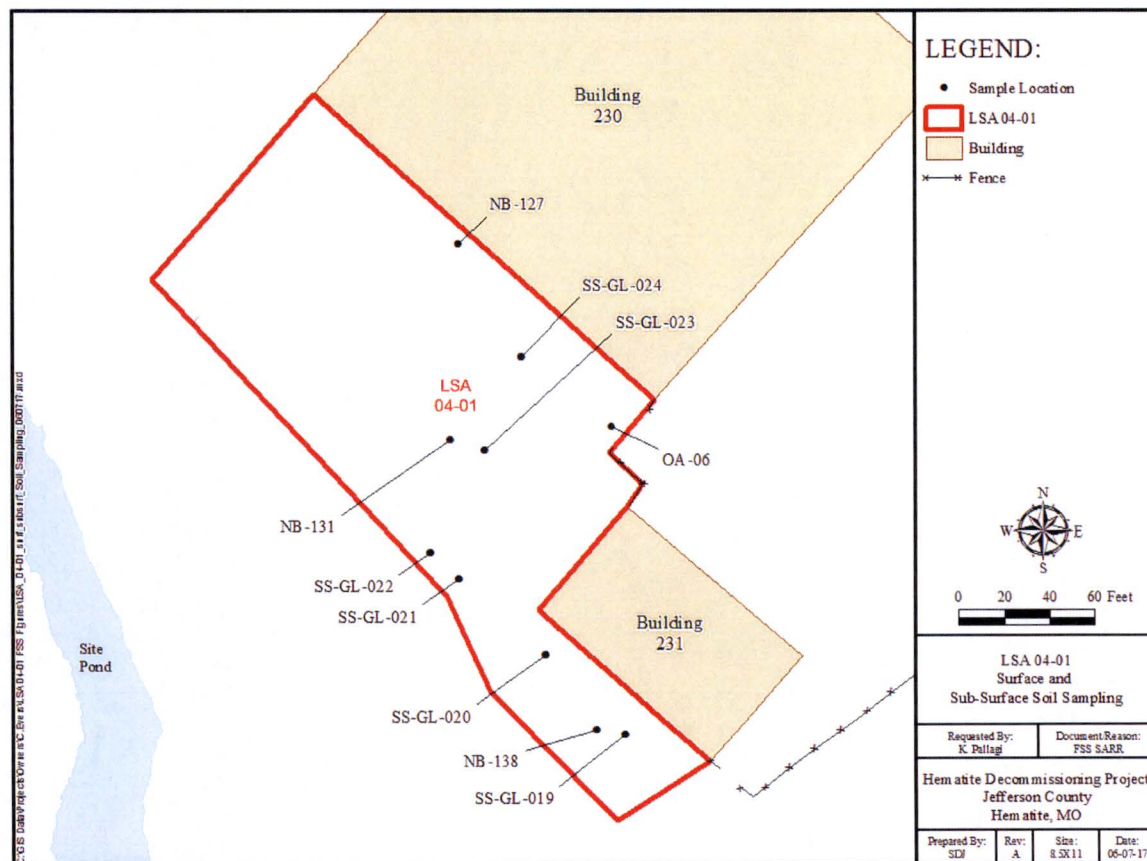 Building
230
NB-127
SS-GL-024
SS-GL-023
LSA
04-01
OA-06
NB-131
SS-GL-022
SS-GL-021
Building
231
Site
Pond
SS-GL-020
NB-138
SS-GL-019
LEGEND:
Sample Location
LSA 04-01
Building
Fence
N
W E
S
0 20 40 60 Feet
LSA 04-01
Surface and
Sub-Surface Soil Sampling
Requested By:
K. Pallagi
Document/Reason:
FSS SARR
Hematite Decommissioning Project
Jefferson County
Hematite, MO
Prepared By:
SDJ
Rev:
A
Size:
8.5X11
Date:
06-07-17